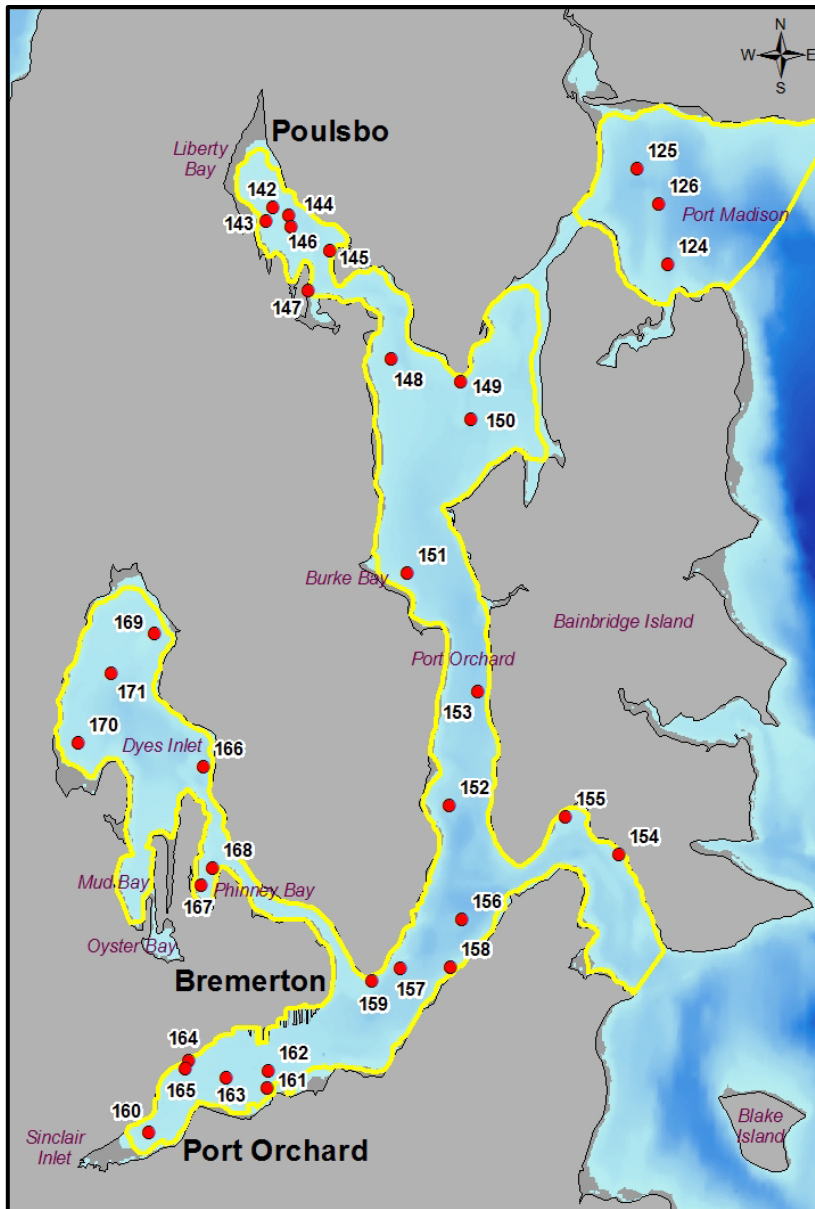 N
W E
S
Poulsbo
Liberty
Bay
125
126
Port Madison
124
142
144
143
146
145
147
148
149
150
151
Burke Bay
Bainbridge Island
Port Orchard
153
169
171
170
Dyes Inlet
166
152
155
154
168
Mud Bay
Phinney Bay
167
Oyster Bay
156
158
157
159
Bremerton
164
162
165
163
161
160
Sinclair
Inlet
Port Orchard
Blake
Island